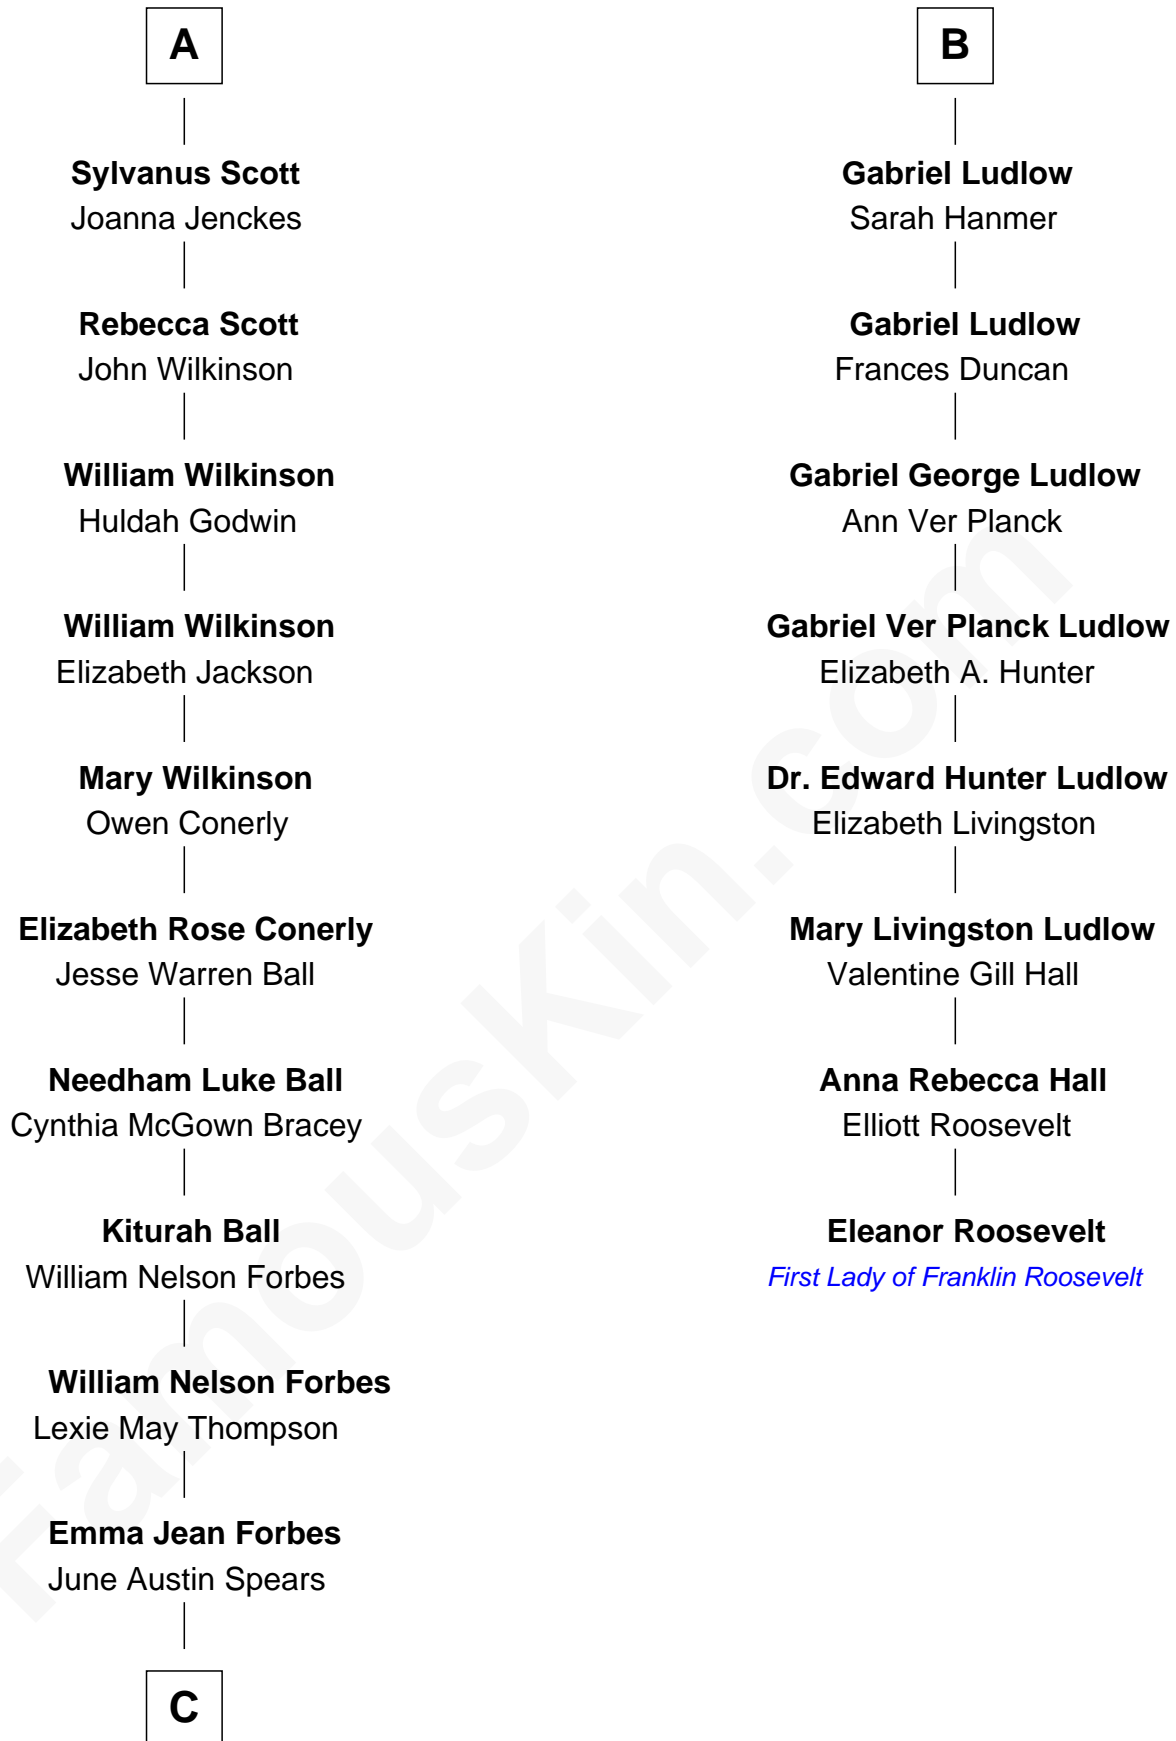 A
Sylvanus Scott
Joanna Jenckes
Rebecca Scott
John Wilkinson
William Wilkinson
Huldah Godwin
William Wilkinson
Elizabeth Jackson
Mary Wilkinson
Owen Conerly
Elizabeth Rose Conerly
Jesse Warren Ball
Needham Luke Ball
Cynthia McGown Bracey
Kiturah Ball
William Nelson Forbes
William Nelson Forbes
Lexie May Thompson
Emma Jean Forbes
June Austin Spears
C
B
Gabriel Ludlow
Sarah Hanmer
Gabriel Ludlow
Frances Duncan
Gabriel George Ludlow
Ann Ver Planck
Gabriel Ver Planck Ludlow
Elizabeth A. Hunter
Dr. Edward Hunter Ludlow
Elizabeth Livingston
Mary Livingston Ludlow
Valentine Gill Hall
Anna Rebecca Hall
Elliott Roosevelt
Eleanor Roosevelt
First Lady of Franklin Roosevelt
FamousKin.com